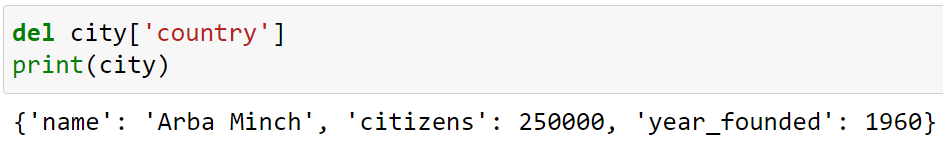 del city['country']
print(city)
{'name': 'Arba Minch', 'citizens': 250000, 'year_founded': 1960}